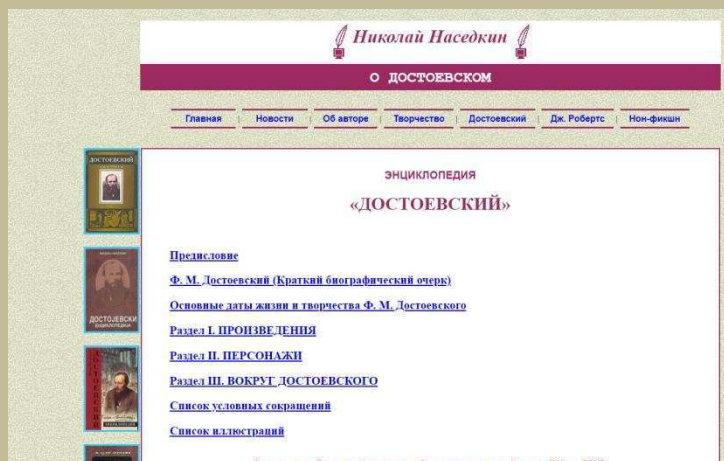 Николай Наседкин
О ДОСТОЕВСКОМ
Главная | Новости | Об авторе | Творчество | Достоевский | Дж. Робертс | Нон-фикшн
ДОСТОЕВСКИЙ
ЭНЦИКЛОПЕДИЯ
«ДОСТОЕВСКИЙ»
Предисловие
Ф. М. Достоевский (Краткий биографический очерк)
Основные даты жизни и творчества Ф. М. Достоевского
ДОСТОЈЕВСКИ
Раздел I. ПРОИЗВЕДЕНИЯ
Раздел II. ПЕРСОНАЖИ
Раздел III. ВОКРУГ ДОСТОЕВСКОГО
ДОСТОЕВСКИЙ
Список условных сокращений
Список иллюстраций